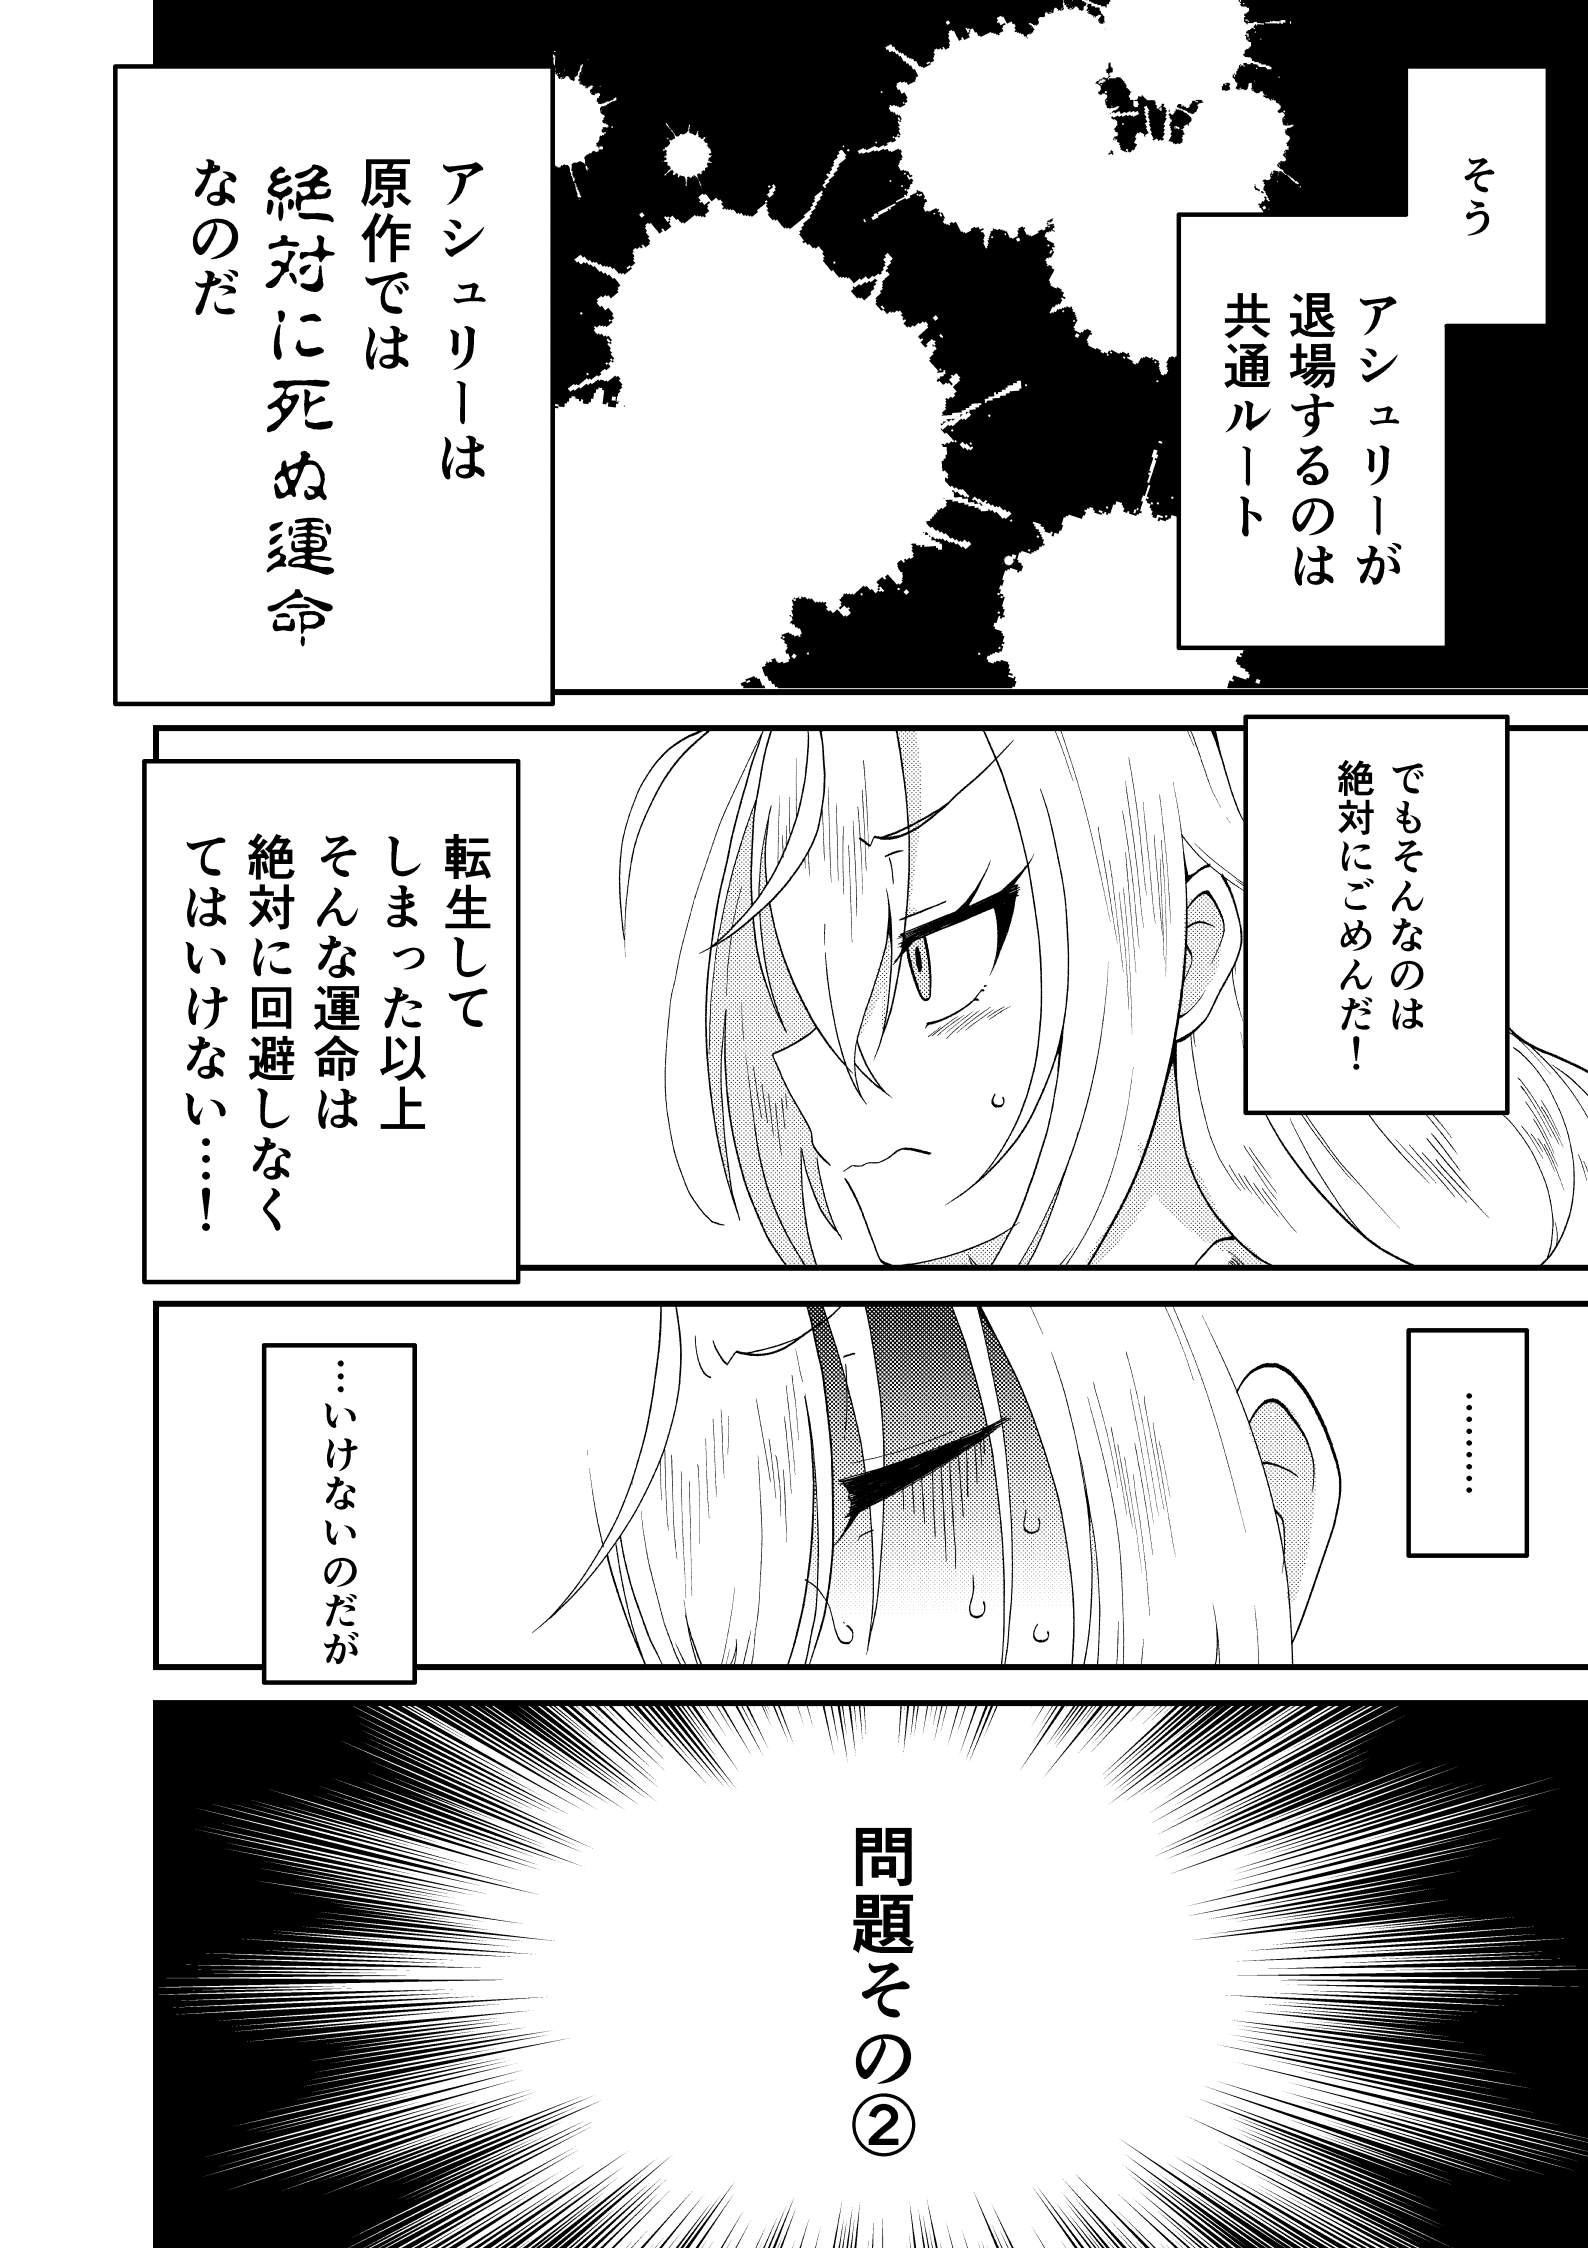 そう
アシュリーが
退場するのは
共通ルート
アシュリーは
原作では
絶対に死ぬ運命
なのだ
でもそんなのは
絶対にごめんだ！
転生して
しまった以上
そんな運命は
絶対に回避しなく
てはいけない…！
………
…いけないのだが
問題その②